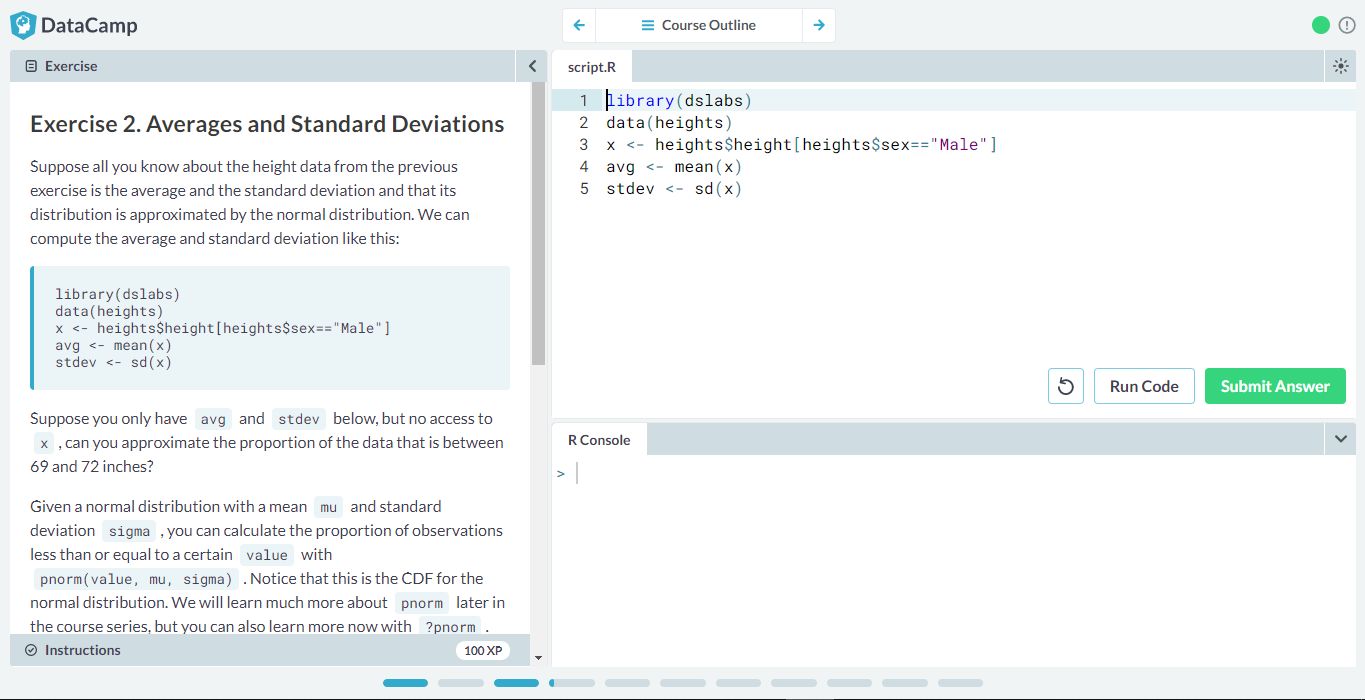 DataCamp
Course Outline
Exercise
Exercise 2. Averages and Standard Deviations
Suppose all you know about the height data from the previous
exercise is the average and the standard deviation and that its
distribution is approximated by the normal distribution. We can
compute the average and standard deviation like this:
library(dslabs)
data(heights)
x <- heights$height[heights$sex=="Male"]
avg <- mean(x)
stdev <- sd(x)
Suppose you only have avg and stdev below, but no access to
x , can you approximate the proportion of the data that is between
69 and 72 inches?
Given a normal distribution with a mean mu and standard
deviation sigma , you can calculate the proportion of observations
less than or equal to a certain value with
pnorm(value, mu, sigma) . Notice that this is the CDF for the
normal distribution. We will learn much more about pnorm later in
the course series, but you can also learn more now with ?pnorm .
Instructions 100 XP
script.R
1 library(dslabs)
2 data(heights)
3 x <- heights$height[heights$sex=="Male"]
4 avg <- mean(x)
5 stdev <- sd(x)
Run Code
Submit Answer
R Console
>